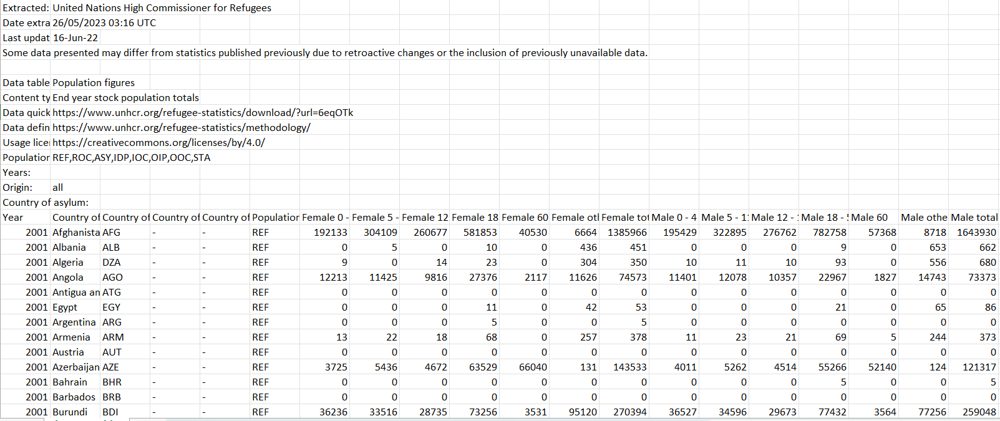 Extracted: United Nations High Commissioner for Refugees
Date extra 26/05/2023 03:16 UTC
Last updat 16-Jun-22
Some data presented may differ from statistics published previously due to retroactive changes or the inclusion of previously unavailable data.
Data table Population figures
Content ty End year stock population totals
Data quick https://www.unhcr.org/refugee-statistics/download/?url=6eqOTk
Data defin https://www.unhcr.org/refugee-statistics/methodology/
Usage lice https://creativecommons.org/licenses/by/4.0/
Population REF,ROC,ASY,IDP,IOC,OIP,OOC,STA
Years:
Origin: all
Country of asylum:
Year Country of Country of Country of Country of Population Female 0 - Female 5 - Female 12 Female 18 Female 60 Female otl Female tot Male 0 - 4 Male 5 - 11 Male 12 - : Male 18 - 5 Male 60 Male othe Male total
2001 Afghanista AFG - - REF 192133 304109 260677 581853 40530 6664 1385966 195429 322895 276762 782758 57368 8718 1643930
2001 Albania ALB - - REF 0 5 0 10 0 436 451 0 0 0 9 0 653 662
2001 Algeria DZA - - REF 9 0 14 23 0 304 350 10 11 10 93 0 556 680
2001 Angola AGO - - REF 12213 11425 9816 27376 2117 11626 74573 11401 12078 10357 22967 1827 14743 73373
2001 Antigua an ATG - - REF 0 0 0 0 0 0 0 0 0 0 0 0 0 0
2001 Egypt EGY - - REF 0 0 0 11 0 42 53 0 0 0 21 0 65 86
2001 Argentina ARG - - REF 0 0 0 5 0 0 5 0 0 0 0 0 0 0
2001 Armenia ARM - - REF 13 22 18 68 0 257 378 11 23 21 69 5 244 373
2001 Austria AUT - - REF 0 0 0 0 0 0 0 0 0 0 0 0 0 0
2001 Azerbaijan AZE - - REF 3725 5436 4672 63529 66040 131 143533 4011 5262 4514 55266 52140 124 121317
2001 Bahrain BHR - - REF 0 0 0 0 0 0 0 0 0 0 5 0 0 5
2001 Barbados BRB - - REF 0 0 0 0 0 0 0 0 0 0 0 0 0 0
2001 Burundi BDI - - REF 36236 33516 28735 73256 3531 95120 270394 36527 34596 29673 77432 3564 77256 259048